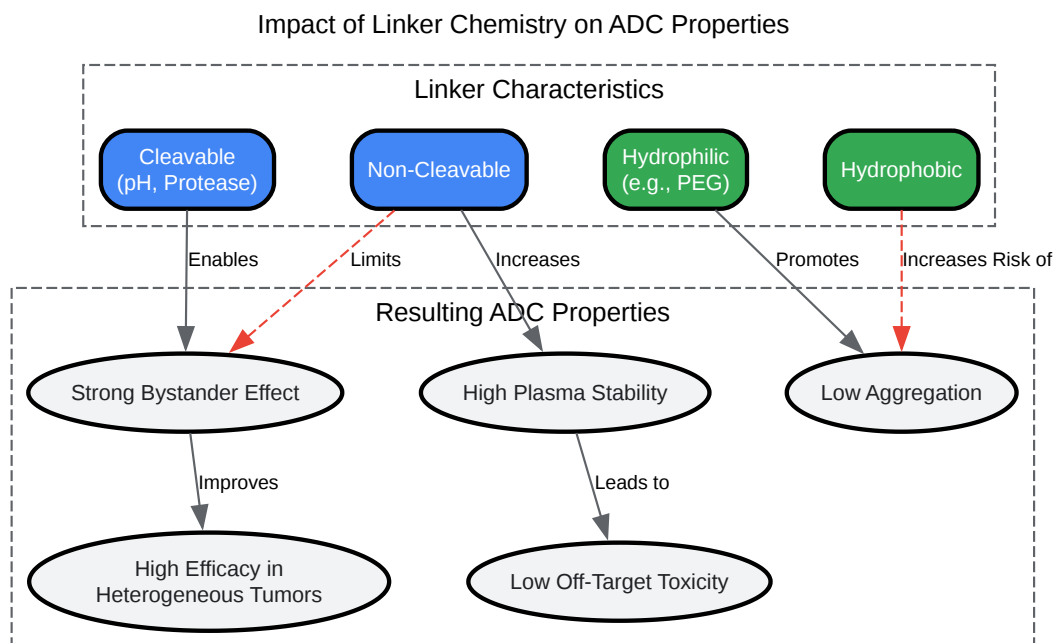 Impact of Linker Chemistry on ADC Properties
Linker Characteristics
Cleavable
(pH, Protease)
Non-Cleavable
Hydrophilic
(e.g., PEG)
Hydrophobic
Enables
Limits
Increases
Promotes
Increases Risk of
Resulting ADC Properties
Strong Bystander Effect
High Plasma Stability
Low Aggregation
Improves
Leads to
High Efficacy in
Heterogeneous Tumors
Low Off-Target Toxicity